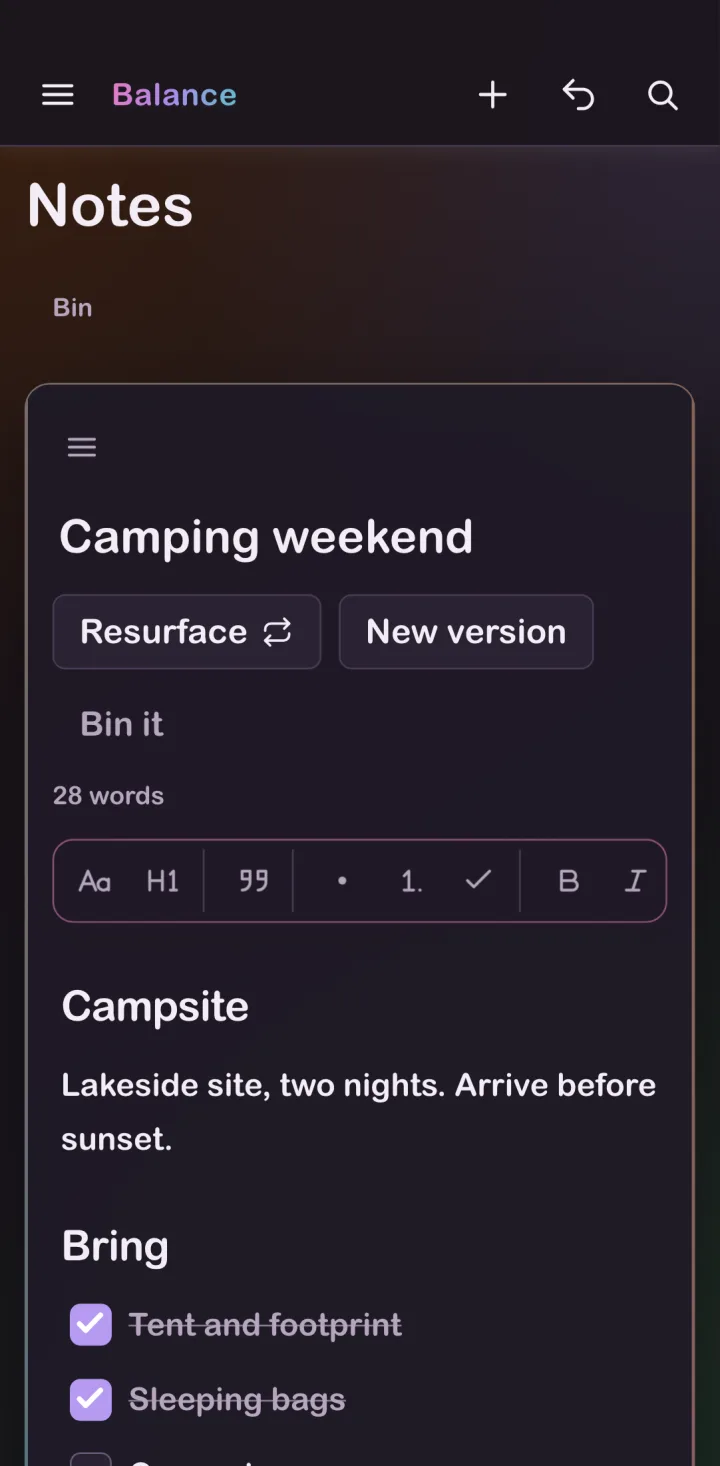 Balance
Notes
Bin
Camping weekend
Resurface
New version
Bin it
28 words
Aa H1 99 • 1. B I
Campsite
Lakeside site, two nights. Arrive before
sunset.
Bring
Tent and footprint
Sleeping bags